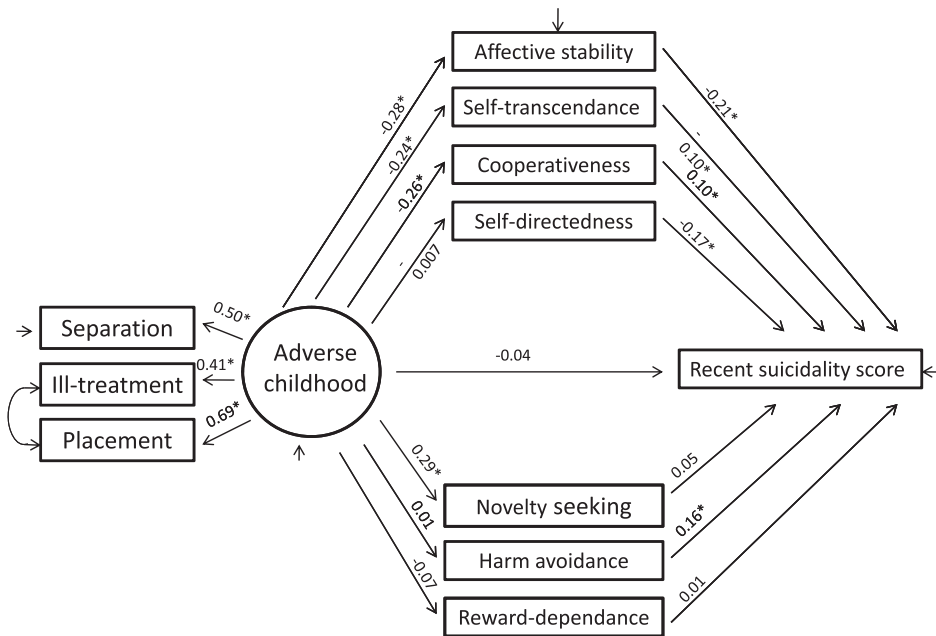 Affective stability
-0.28*
-0.21*
Self-transcendance
-0.24*
-
0.10*
Cooperativeness
-0.26*
0.10*
Self-directedness
-
0.007
-0.17*
Separation
0.50*
Adverse
childhood
-0.04
Recent suicidality score
Ill-treatment
0.41*
Placement
0.69*
0.29*
Novelty seeking
0.05
0.01
Harm avoidance
0.16*
-0.07
Reward-dependance
0.01